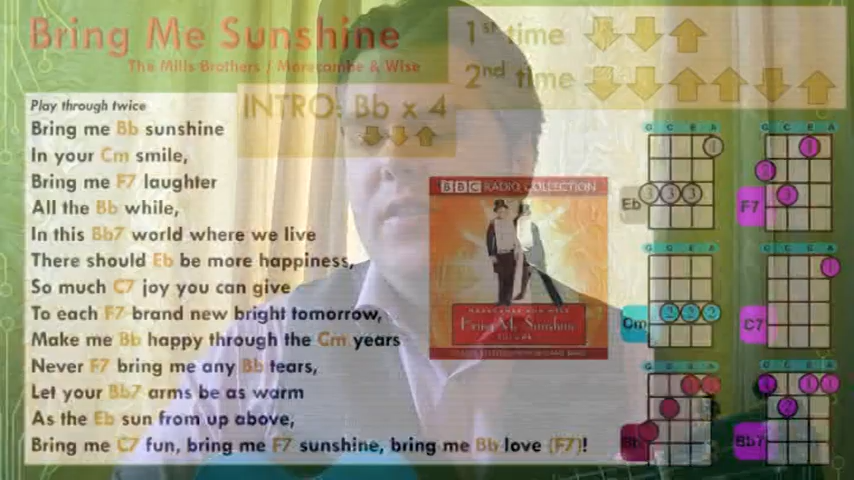 Bring Me Sunshine
The Mills Brothers / Morecambe & Wise
1st time
2nd time
INTRO: Bb x 4
Play through twice
Bring me Bb sunshine
In your Cm smile,
Bring me F7 laughter
All the Bb while,
In this Bb7 world where we live
There should Eb be more happiness,
So much C7 joy you can give
To each F7 brand new bright tomorrow,
Make me Bb happy through the Cm years
Never F7 bring me any Bb tears,
Let your Bb7 arms be as warm
As the Eb sun from up above,
Bring me C7 fun, bring me F7 sunshine, bring me Bb love (F7)!
BBC RADIO COLLECTION
MORECAMBE AND WISE
Bring Me Sunshine
G C E A
G C E A
Eb
F7
G C E A
G C E A
Cm
C7
G C E A
G C E A
Bb
Bb7